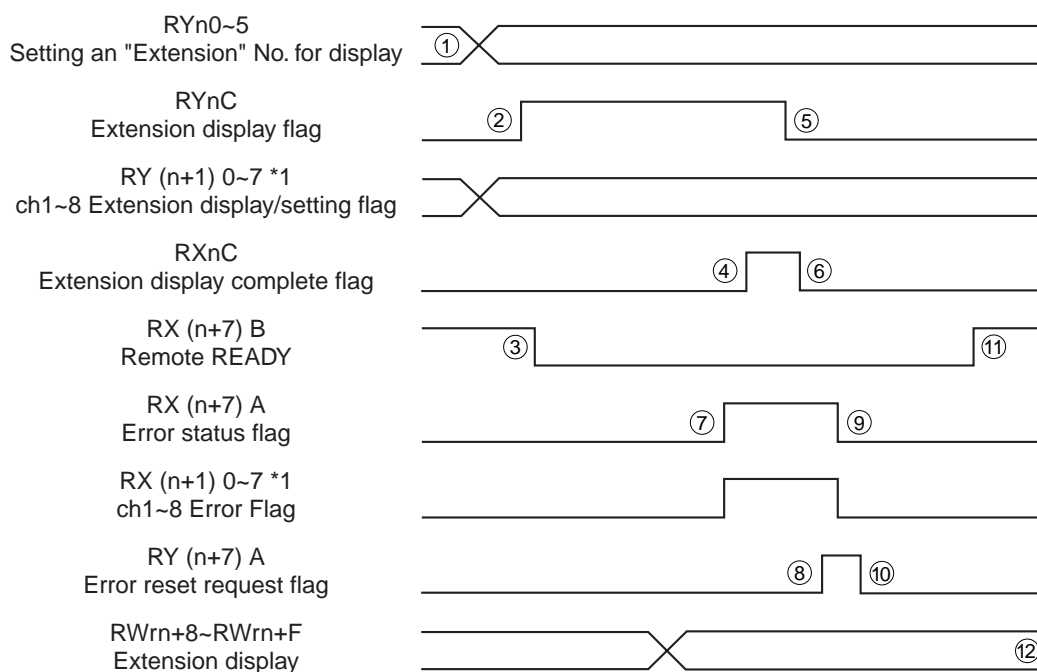 RYn0~5
Setting an "Extension" No. for display
①
RYnC
Extension display flag
② ⑤
RY (n+1) 0~7 *1
ch1~8 Extension display/setting flag
RXnC
Extension display complete flag
④ ⑥
RX (n+7) B
Remote READY
③ ⑪
RX (n+7) A
Error status flag
⑦ ⑨
RX (n+1) 0~7 *1
ch1~8 Error Flag
RY (n+7) A
Error reset request flag
⑧ ⑩
RWrn+8~RWrn+F
Extension display
⑫